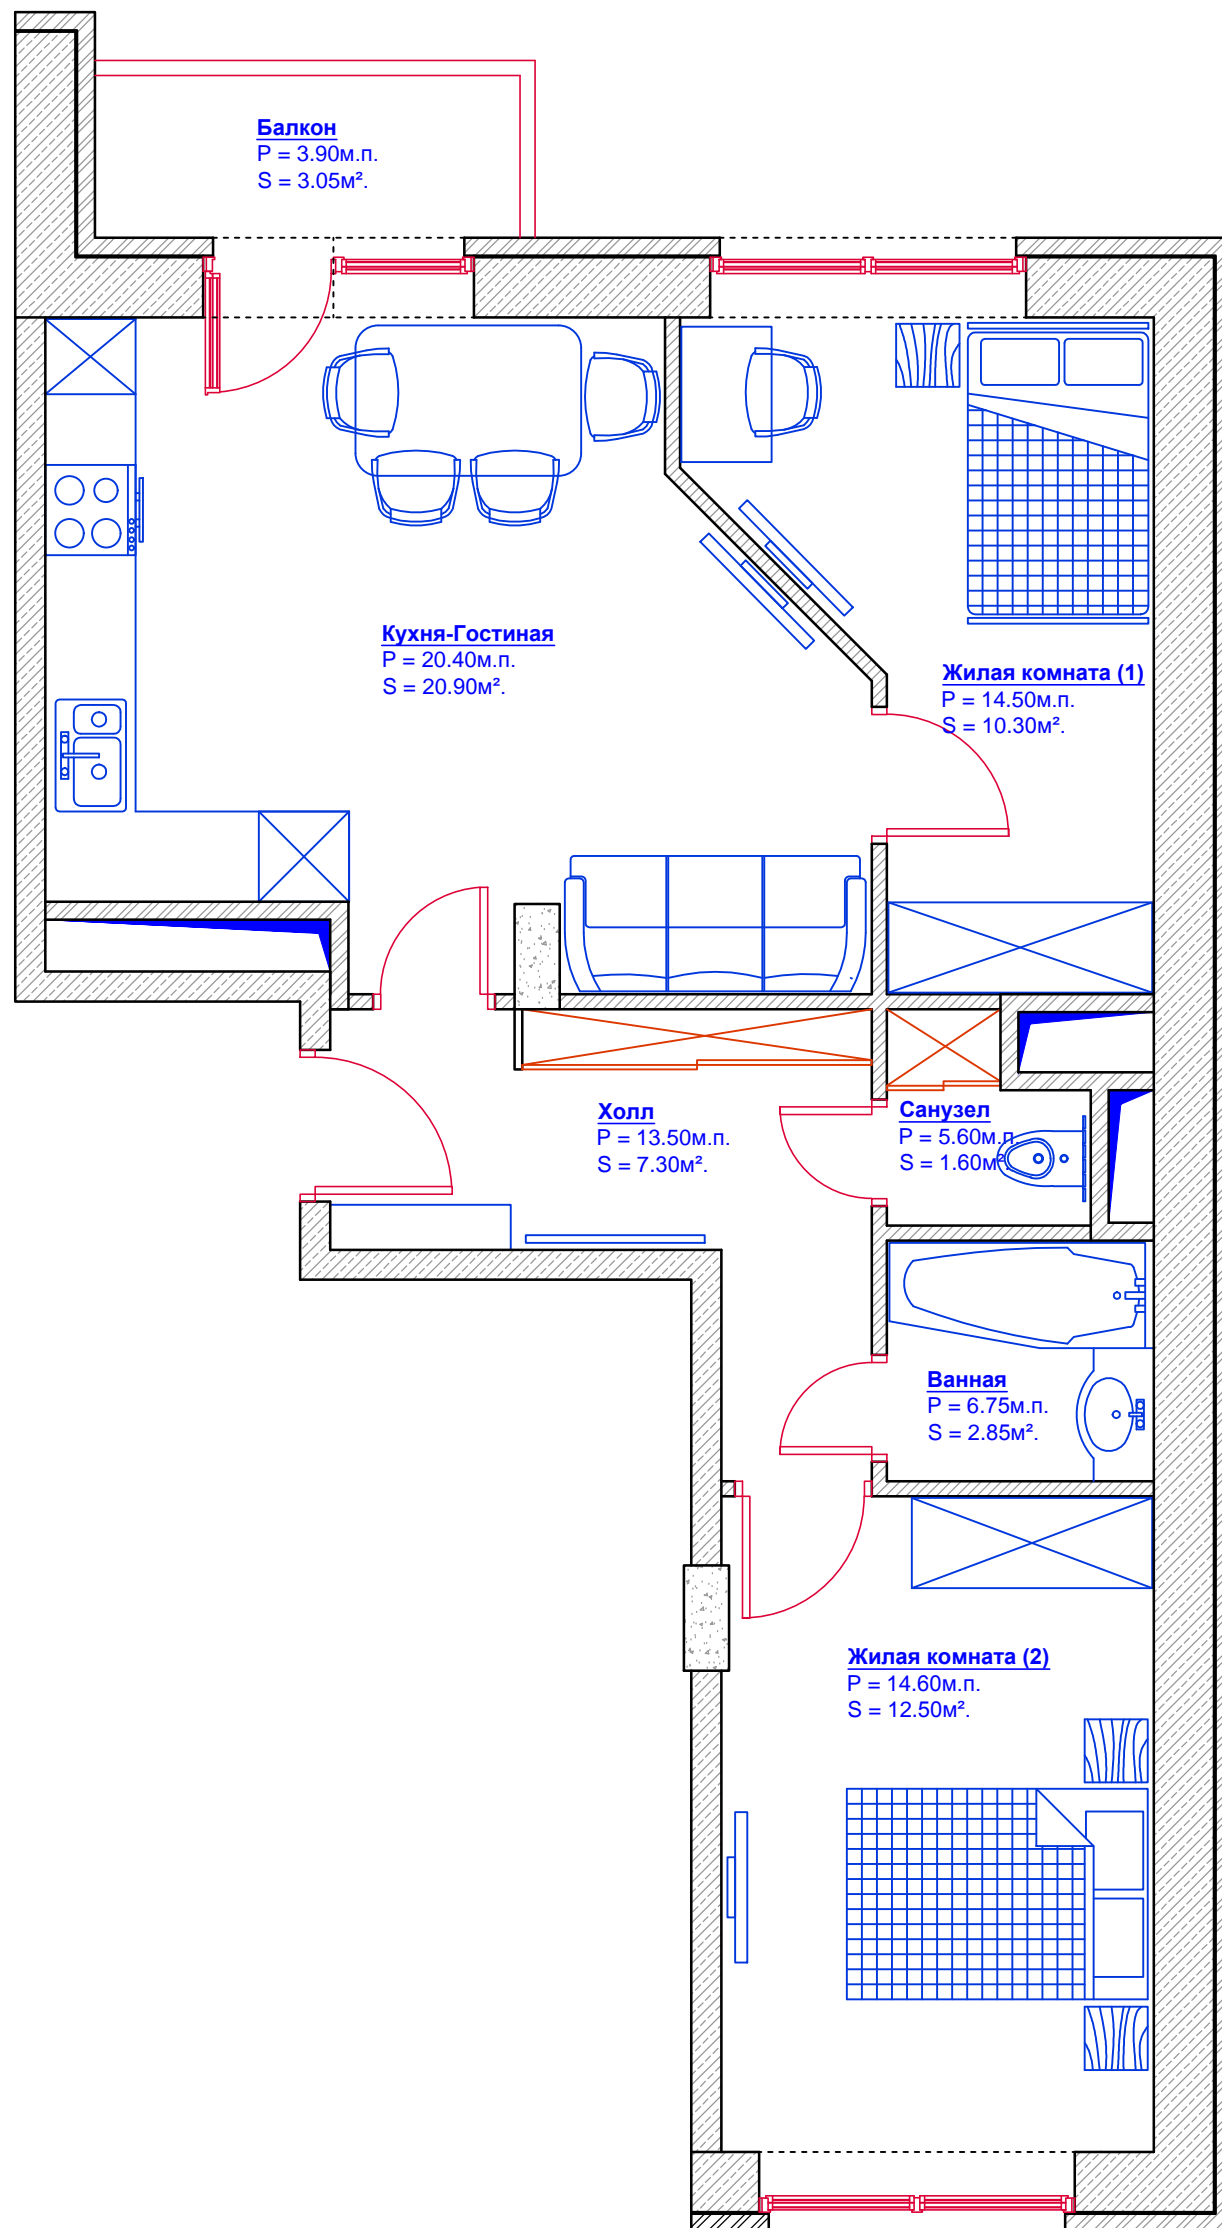 Балкон
P = 3.90м.п.
S = 3.05м².
Кухня-Гостиная
P = 20.40м.п.
S = 20.90м².
Жилая комната (1)
P = 14.50м.п.
S = 10.30м².
Холл
P = 13.50м.п.
S = 7.30м².
Санузел
P = 5.60м.п.
S = 1.60м².
Ванная
P = 6.75м.п.
S = 2.85м².
Жилая комната (2)
P = 14.60м.п.
S = 12.50м².